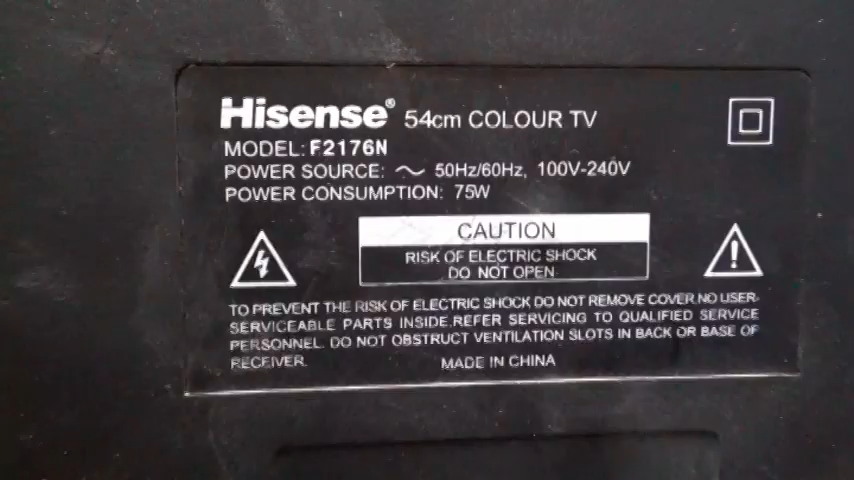 Hisense® 54cm COLOUR TV
MODEL: F2176N
POWER SOURCE: ~ 50Hz/60Hz, 100V-240V
POWER CONSUMPTION: 75W
CAUTION
RISK OF ELECTRIC SHOCK
DO NOT OPEN
TO PREVENT THE RISK OF ELECTRIC SHOCK DO NOT REMOVE COVER.NO USER-
SERVICEABLE PARTS INSIDE.REFER SERVICING TO QUALIFIED SERVICE
PERSONNEL. DO NOT OBSTRUCT VENTILATION SLOTS IN BACK OR BASE OF
RECEIVER.
MADE IN CHINA